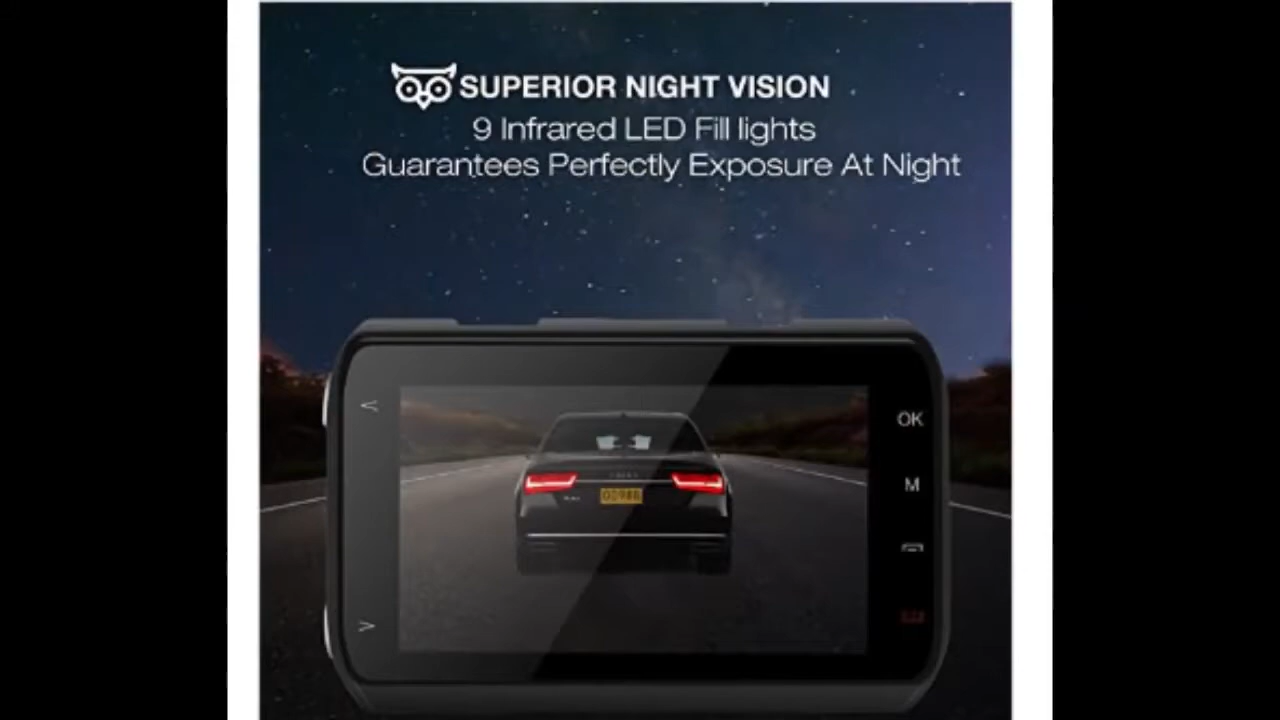 SUPERIOR NIGHT VISION
9 Infrared LED Fill lights
Guarantees Perfectly Exposure At Night
<
OK
M
>